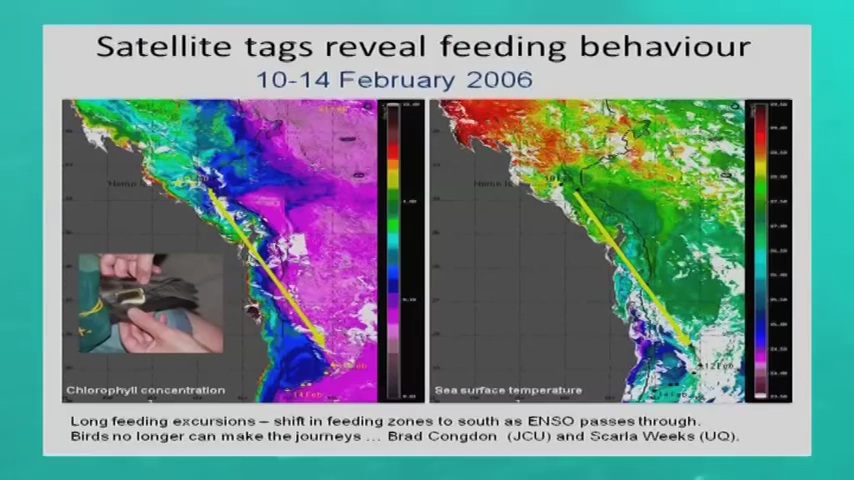 Satellite tags reveal feeding behaviour
10-14 February 2006
Chlorophyll concentration
Sea surface temperature
12Feb
14Feb
Long feeding excursions – shift in feeding zones to south as ENSO passes through.
Birds no longer can make the journeys ... Brad Congdon (JCU) and Scarla Weeks (UQ).